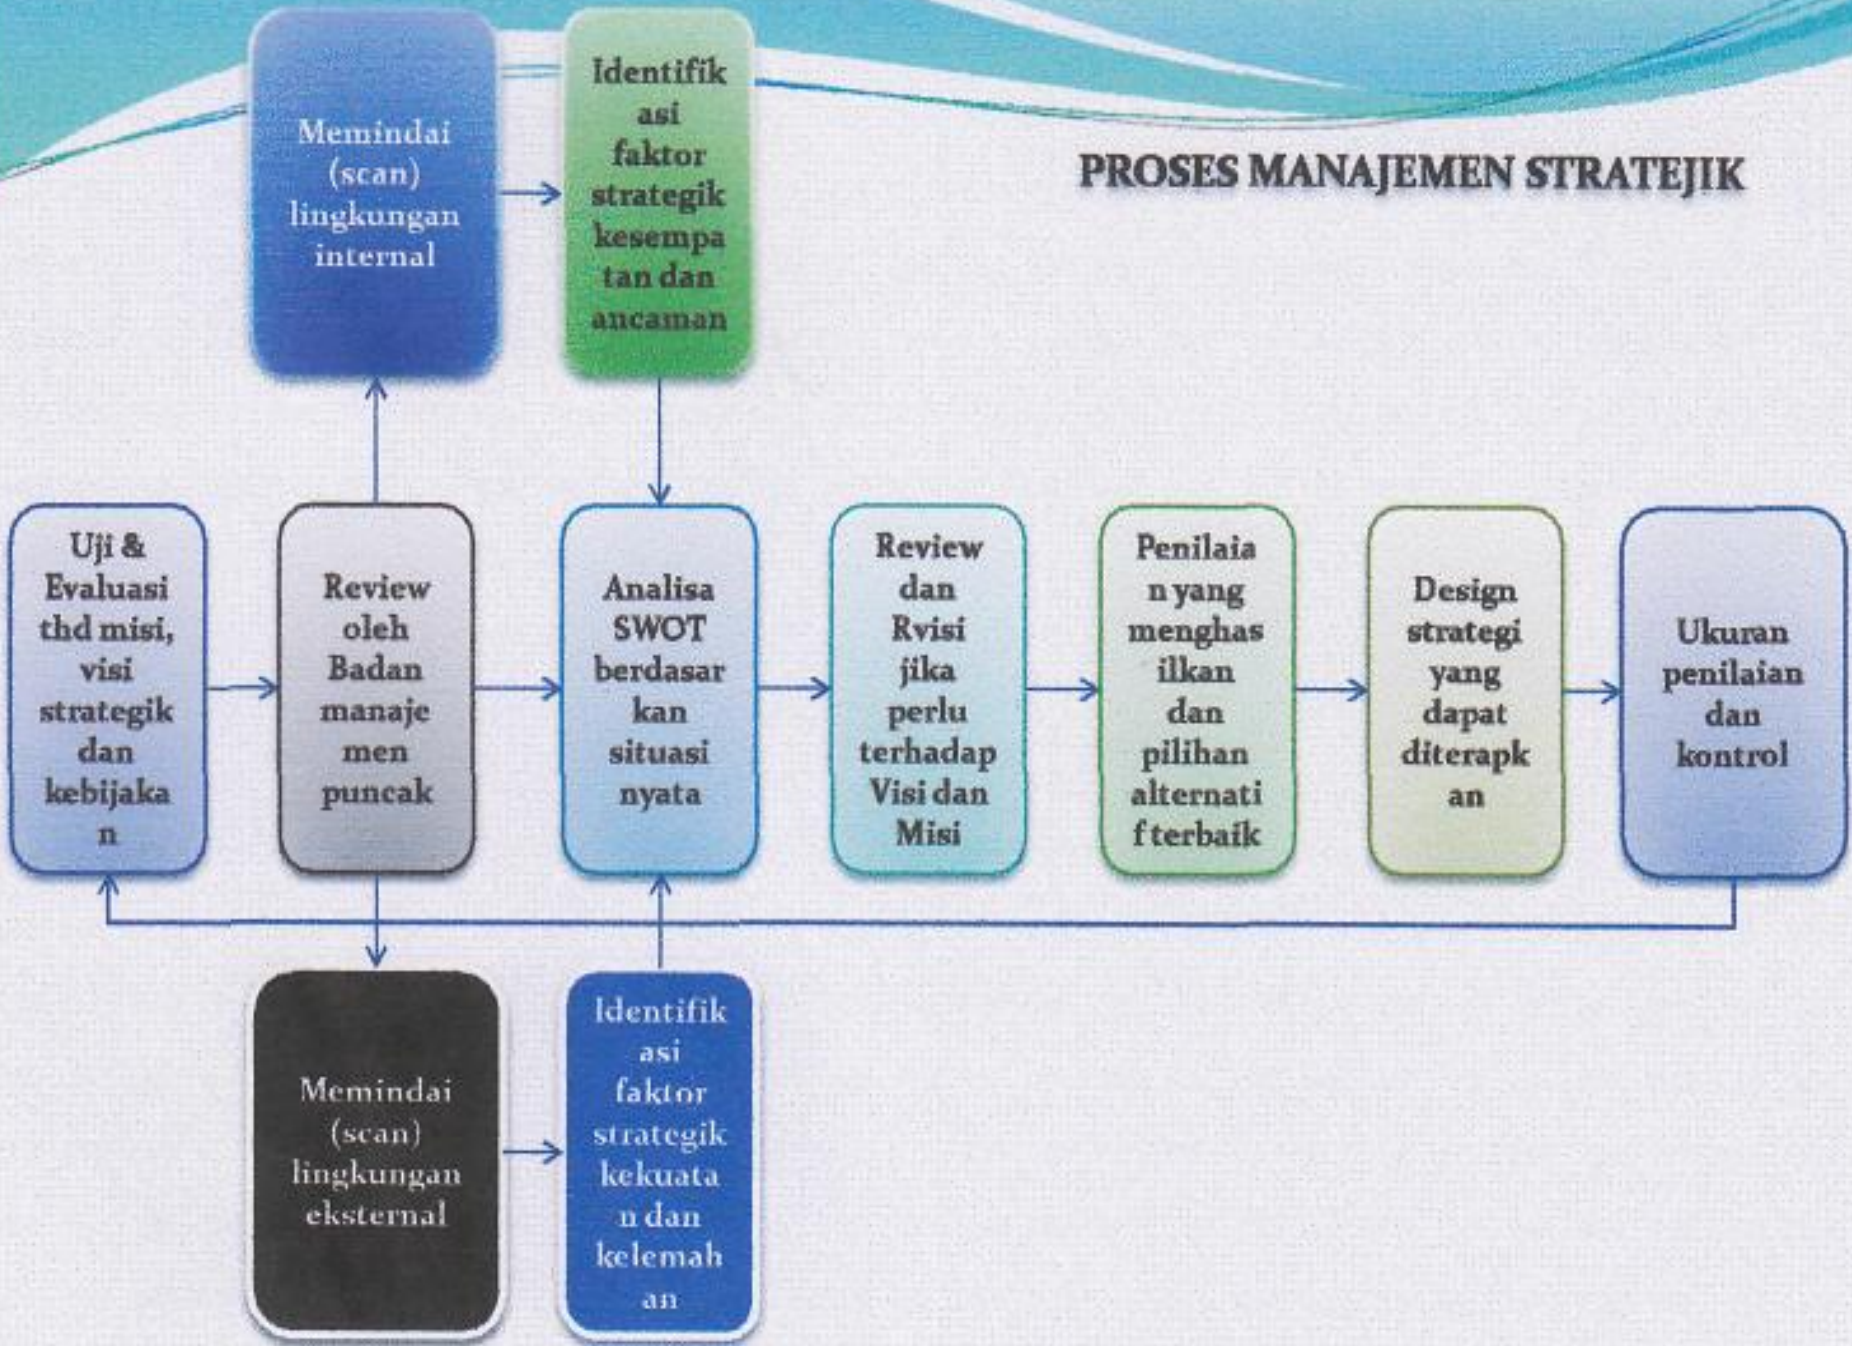 PROSES MANAJEMEN STRATEJIK
Memindai
(scan)
lingkungan
internal
Identifik
asi
faktor
strategik
kesempa
tan dan
ancaman
Uji &
Evaluasi
thd misi,
visi
strategik
dan
kebijaka
n
Review
oleh
Badan
manaje
men
puncak
Analisa
SWOT
berdasar
kan
situasi
nyata
Review
dan
Rvisi
jika
perlu
terhadap
Visi dan
Misi
Penilaia
n yang
menghas
ilkan
dan
pilihan
alternati
f terbaik
Design
strategi
yang
dapat
diterapk
an
Ukuran
penilaian
dan
kontrol
Memindai
(scan)
lingkungan
eksternal
Identifik
asi
faktor
strategik
kekuata
n dan
kelemah
an